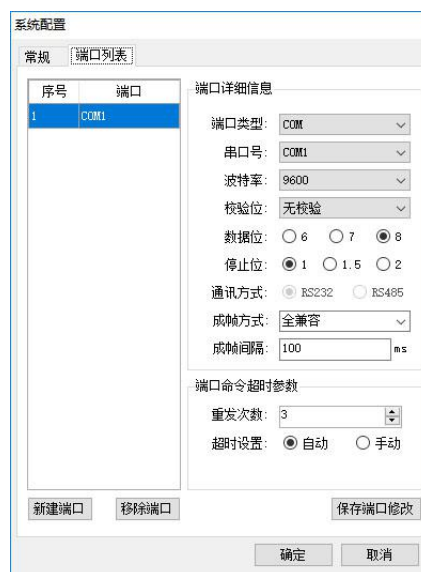 系统配置
常规 端口列表
序号 端口
1 COM1
端口详细信息
端口类型: COM
串口号: COM1
波特率: 9600
校验位: 无校验
数据位: 6 7 8
停止位: 1 1.5 2
通讯方式: RS232 RS485
成帧方式: 全兼容
成帧间隔: 100 ms
端口命令超时参数
重发次数: 3
超时设置: 自动 手动
新建端口 移除端口 保存端口修改
确定 取消